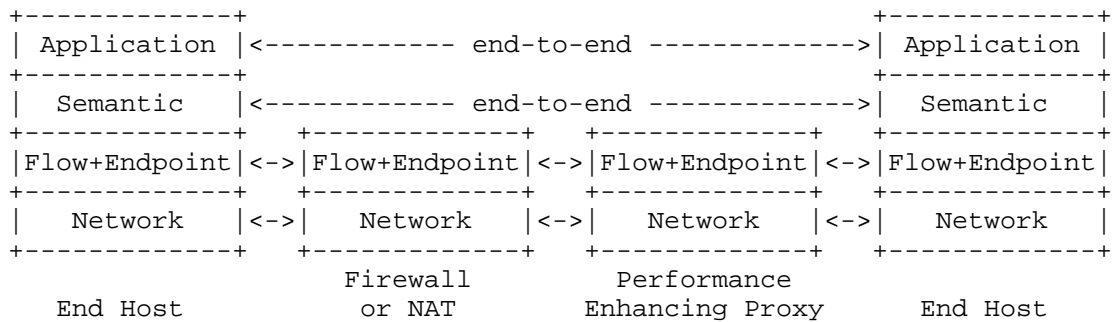 +-------------+                                       +-------------+
| Application |<------------ end-to-end ------------->| Application |
+-------------+                                       +-------------+
|  Semantic   |<------------ end-to-end ------------->|  Semantic   |
+-------------+   +-------------+   +-------------+   +-------------+
|Flow+Endpoint|<->|Flow+Endpoint|<->|Flow+Endpoint|<->|Flow+Endpoint|
+-------------+   +-------------+   +-------------+   +-------------+
|   Network   |<->|   Network   |<->|   Network   |<->|   Network   |
+-------------+   +-------------+   +-------------+   +-------------+
                     Firewall         Performance
   End Host           or NAT        Enhancing Proxy      End Host